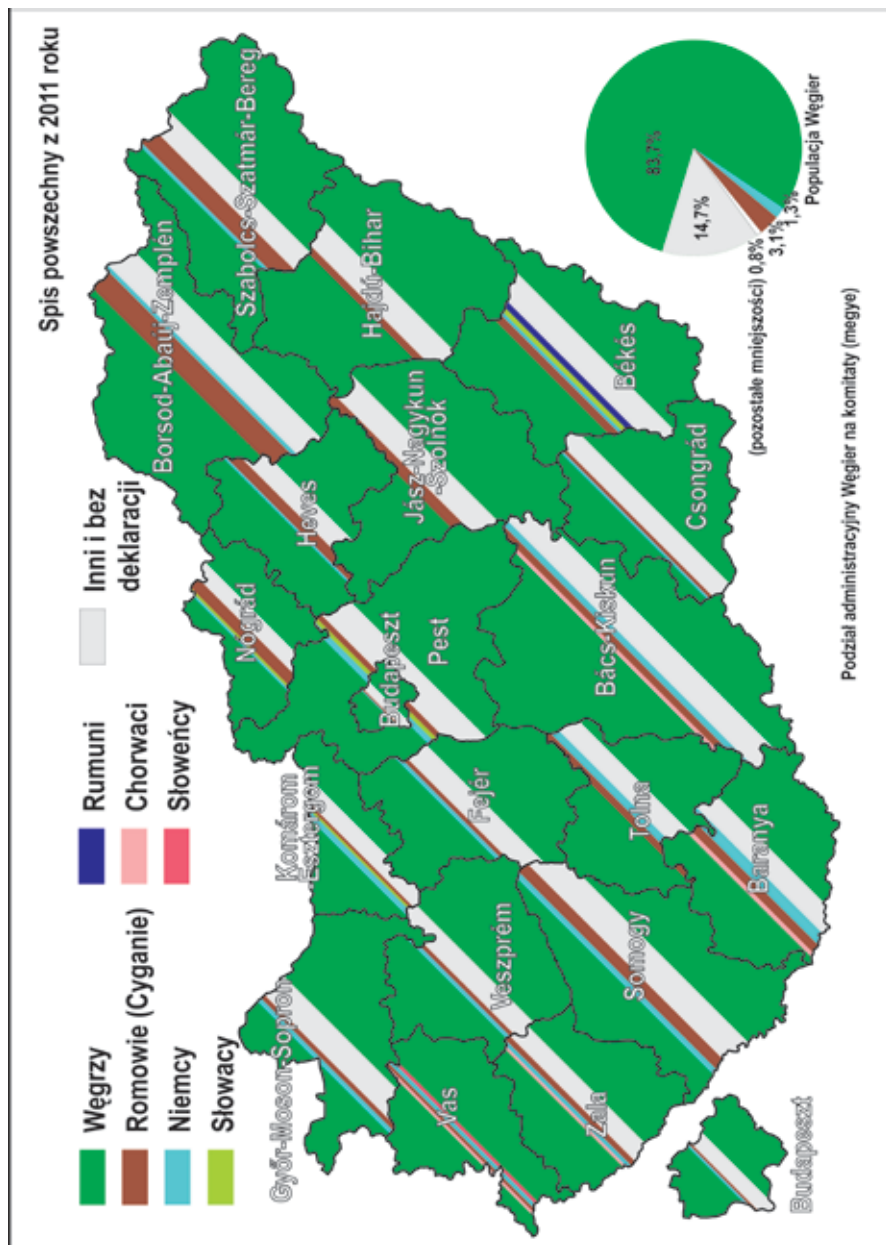 Spis powszechny z 2011 roku
Węgrzy
Romowie (Cyganie)
Niemcy
Słowacy
Rumuni
Chorwaci
Słoweńcy
Inni i bez
deklaracji
Győr-Moson-Sopron
Komárom
Esztergom
Nógrád
Borsod-Abaúj-Zemplen
Szabolcs-Szatmár-Bereg
Heves
Hajdú-Bihar
Vas
Veszprém
Fejér
Budapeszt
Pest
Jász-Nagykun
-Szolnok
Békés
Zala
Somogy
Tolna
Bács-Kiskun
Csongrád
Baranya
Budapeszt
83,7%
14,7%
(pozostałe mniejszości) 0,8%
3,1%
1,3%
Populacja Węgier
Podział administracyjny Węgier na komitaty (megye)